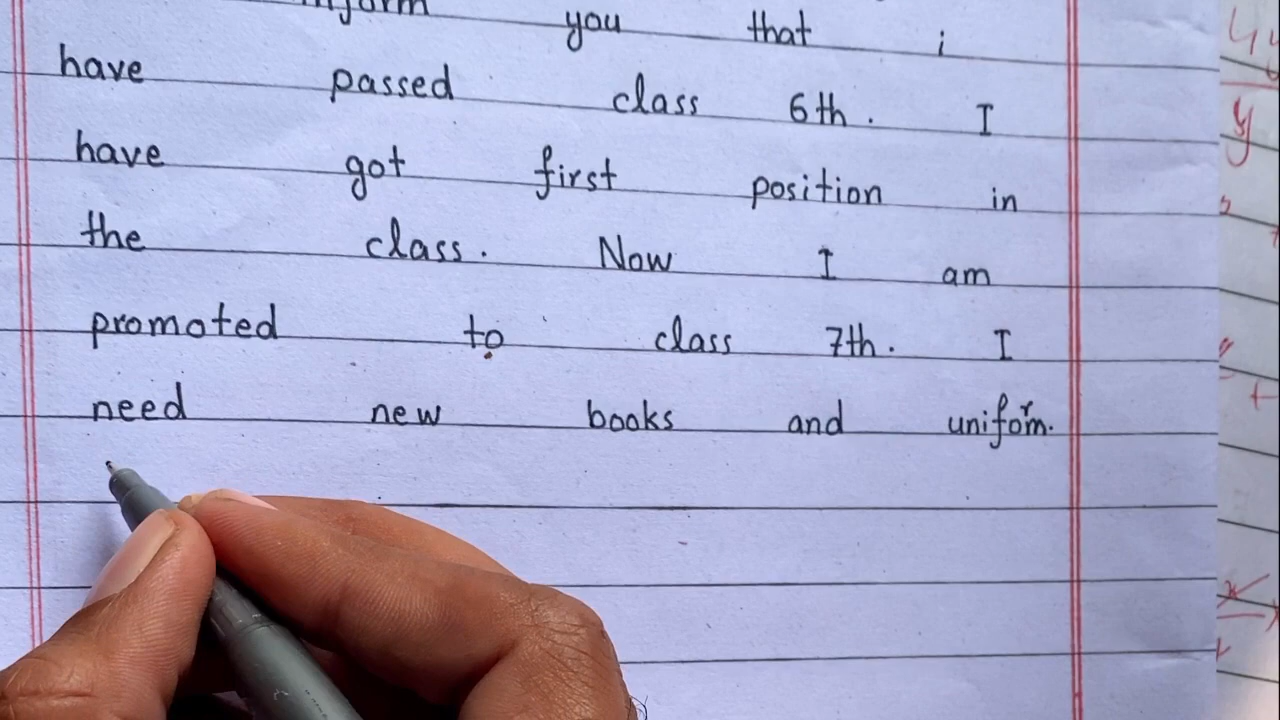 inform you that i
have passed class 6th. I
have got first position in
the class. Now I am
promoted to class 7th. I
need new books and uniform.